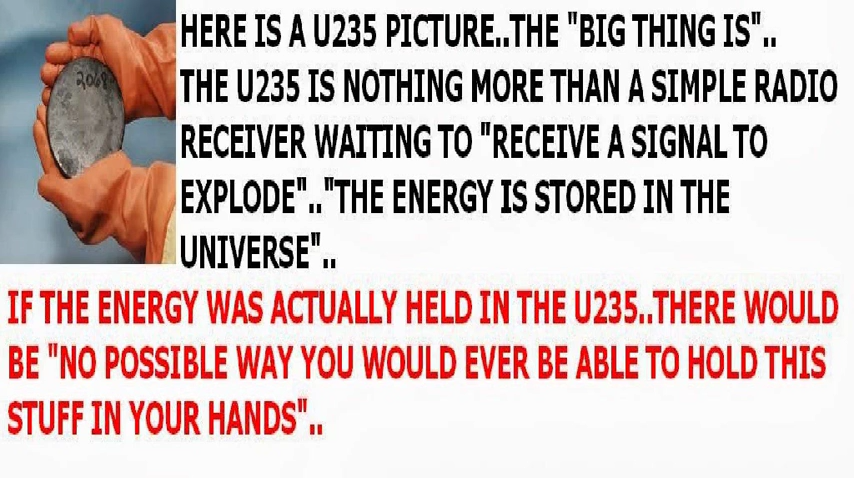 HERE IS A U235 PICTURE..THE "BIG THING IS"..
THE U235 IS NOTHING MORE THAN A SIMPLE RADIO
RECEIVER WAITING TO "RECEIVE A SIGNAL TO
EXPLODE".."THE ENERGY IS STORED IN THE
UNIVERSE"..
IF THE ENERGY WAS ACTUALLY HELD IN THE U235..THERE WOULD
BE "NO POSSIBLE WAY YOU WOULD EVER BE ABLE TO HOLD THIS
STUFF IN YOUR HANDS"..
2068